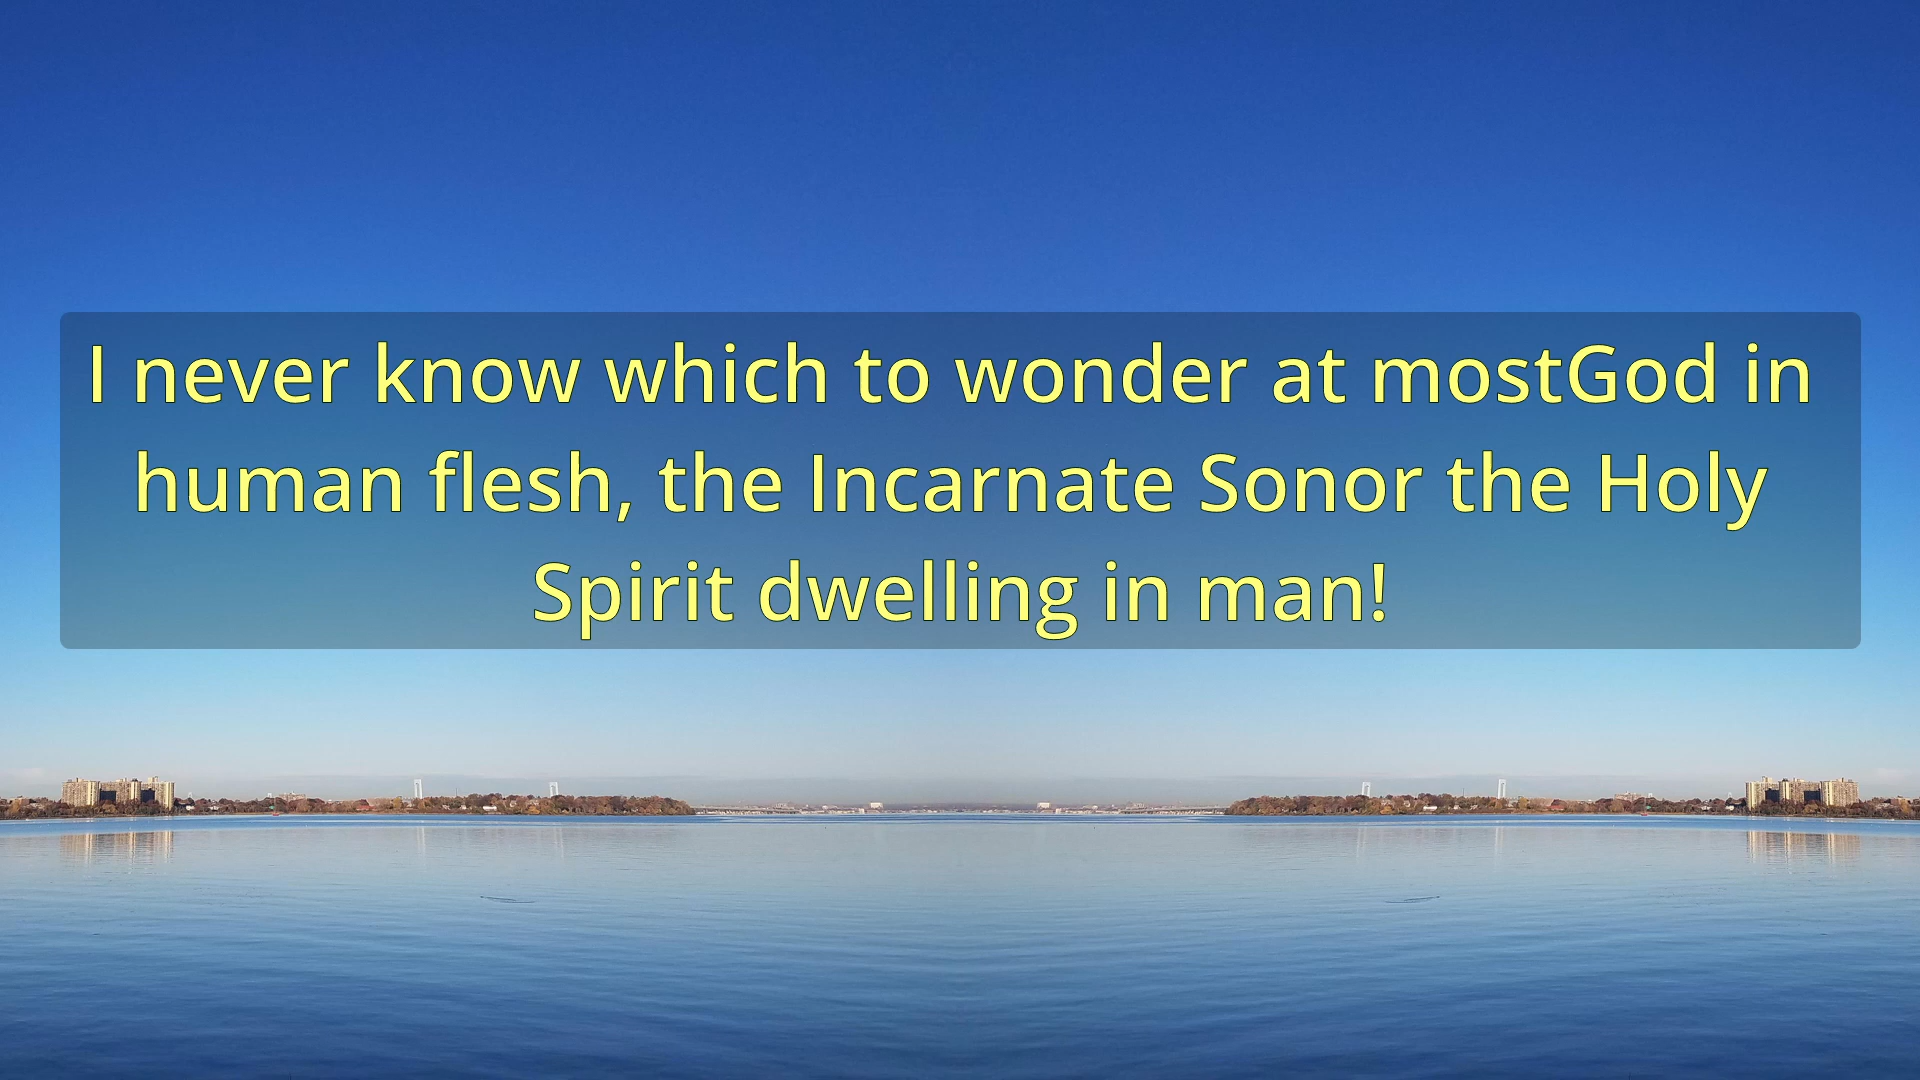 I never know which to wonder at mostGod in
human flesh, the Incarnate Sonor the Holy
Spirit dwelling in man!